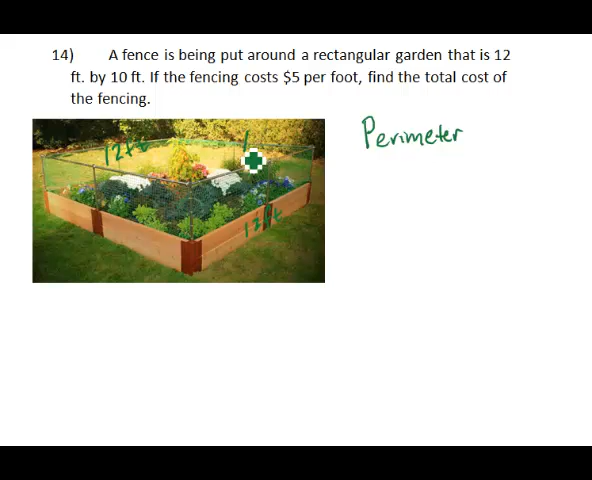 14) A fence is being put around a rectangular garden that is 12
ft. by 10 ft. If the fencing costs $5 per foot, find the total cost of
the fencing.
Perimeter
12ft
12ft